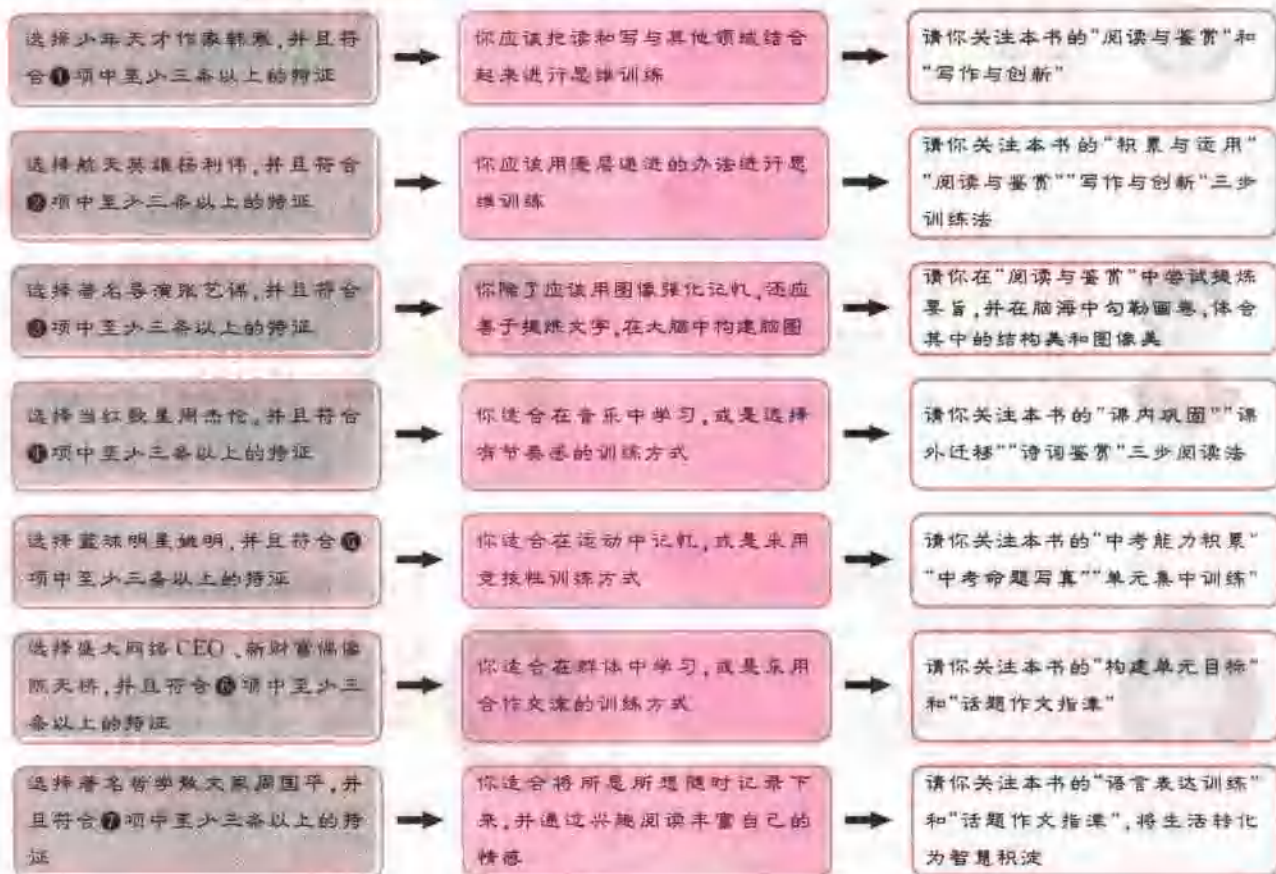 选择少年天才作家韩寒,并且符
合❶项中至少三条以上的特征
你应该把读和写与其他领域结合
起来进行思维训练
请你关注本书的“阅读与鉴赏”和
“写作与创新”
选择航天英雄杨利伟,并且符合
❷项中至少三条以上的特征
你应该用逐层递进的办法进行思
维训练
请你关注本书的“积累与运用”
“阅读与鉴赏”“写作与创新”三步
训练法
选择著名导演张艺谋,并且符合
❸项中至少三条以上的特征
你除了应该用图像强化记忆,还应
善于提炼文字,在大脑中构建脑图
请你在“阅读与鉴赏”中尝试提炼
要旨,并在脑海中勾勒画卷,体会
其中的结构美和图像美
选择当红歌星周杰伦,并且符合
❹项中至少三条以上的特征
你适合在音乐中学习,或是选择
有节奏感的训练方式
请你关注本书的“课内巩固”“课
外迁移”“诗词鉴赏”三步阅读法
选择篮球明星姚明,并且符合❺
项中至少三条以上的特征
你适合在运动中记忆,或是采用
竞技性训练方式
请你关注本书的“中考能力积累”
“中考命题写真”“单元集中训练”
选择盛大网络CEO、新财富偶像
陈天桥,并且符合❻项中至少三
条以上的特征
你适合在群体中学习,或是采用
合作交流的训练方式
请你关注本书的“构建单元目标”
和“话题作文指津”
选择著名哲学散文家周国平,并
且符合❼项中至少三条以上的特
征
你适合将所思所想随时记录下
来,并通过兴趣阅读丰富自己的
情感
请你关注本书的“语言表达训练”
和“话题作文指津”,将生活转化
为智慧积淀